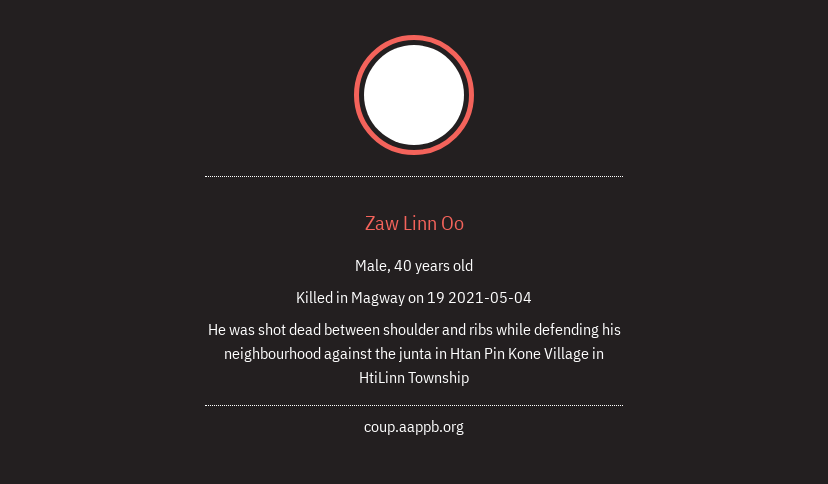 Zaw Linn Oo
Male, 40 years old
Killed in Magway on 19 2021-05-04
He was shot dead between shoulder and ribs while defending his
neighbourhood against the junta in Htan Pin Kone Village in
HtiLinn Township
coup.aappb.org